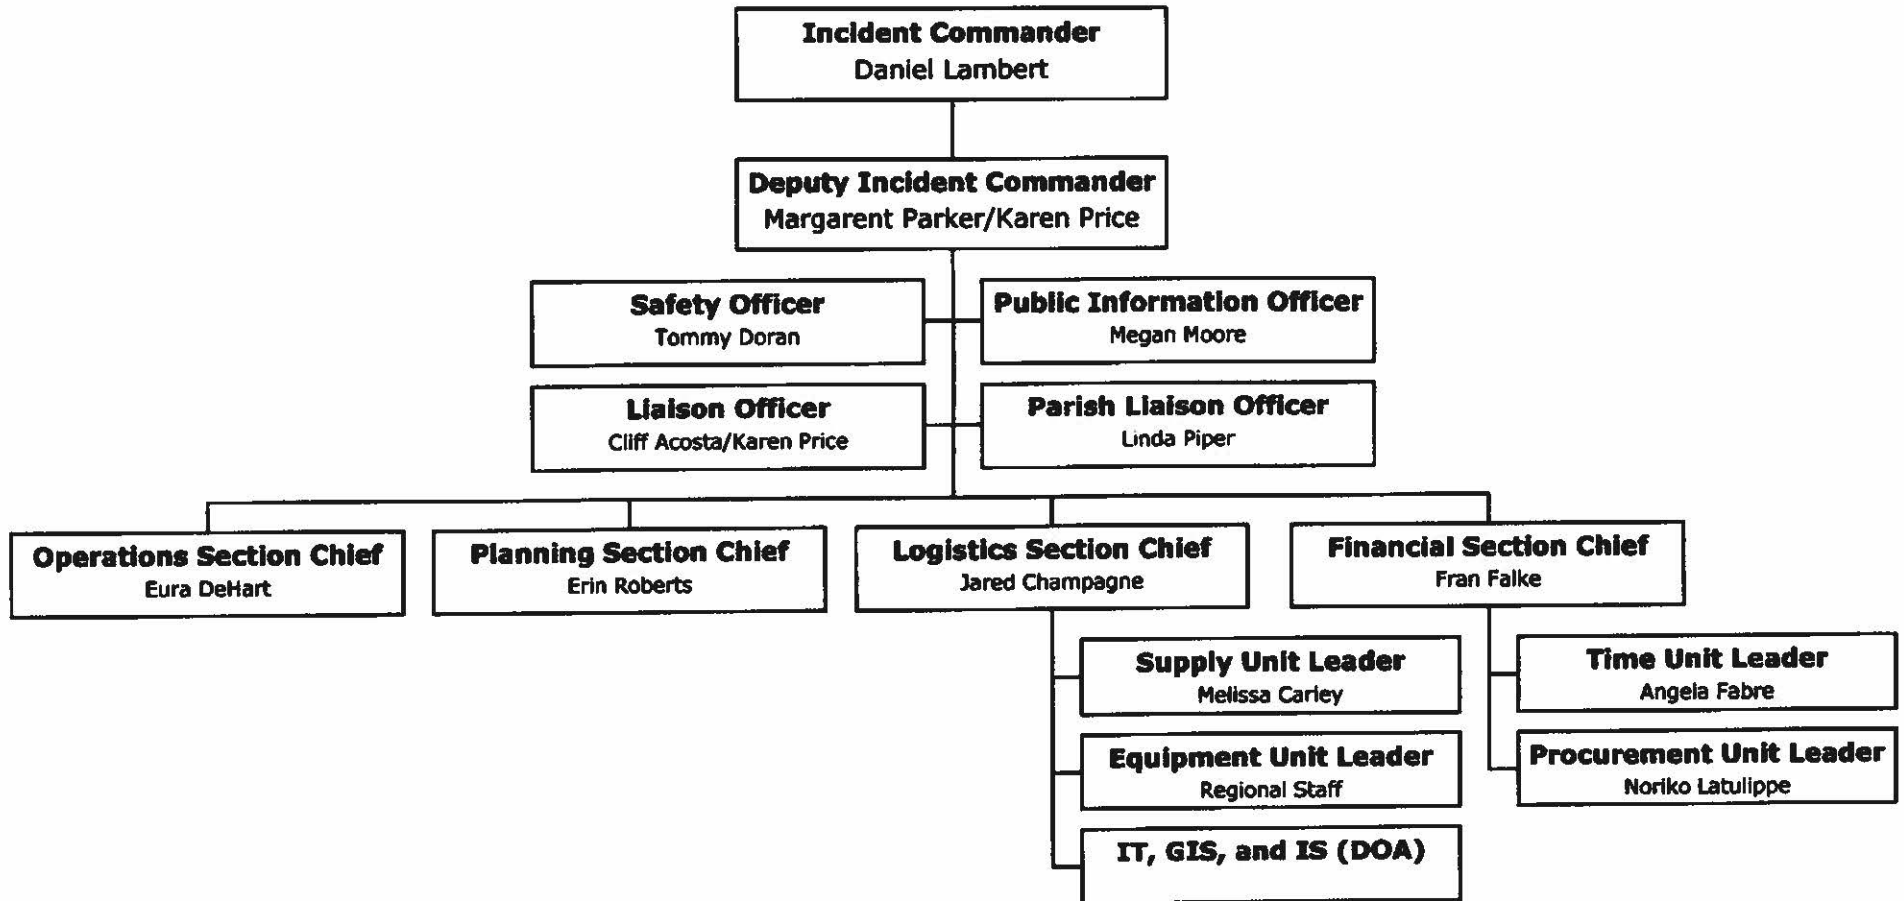 Incident Commander
Daniel Lambert
Deputy Incident Commander
Margarent Parker/Karen Price
Safety Officer
Tommy Doran
Public Information Officer
Megan Moore
Liaison Officer
Cliff Acosta/Karen Price
Parish Liaison Officer
Linda Piper
Operations Section Chief
Eura DeHart
Planning Section Chief
Erin Roberts
Logistics Section Chief
Jared Champagne
Financial Section Chief
Fran Falke
Supply Unit Leader
Melissa Carley
Time Unit Leader
Angela Fabre
Equipment Unit Leader
Regional Staff
Procurement Unit Leader
Noriko Latulippe
IT, GIS, and IS (DOA)